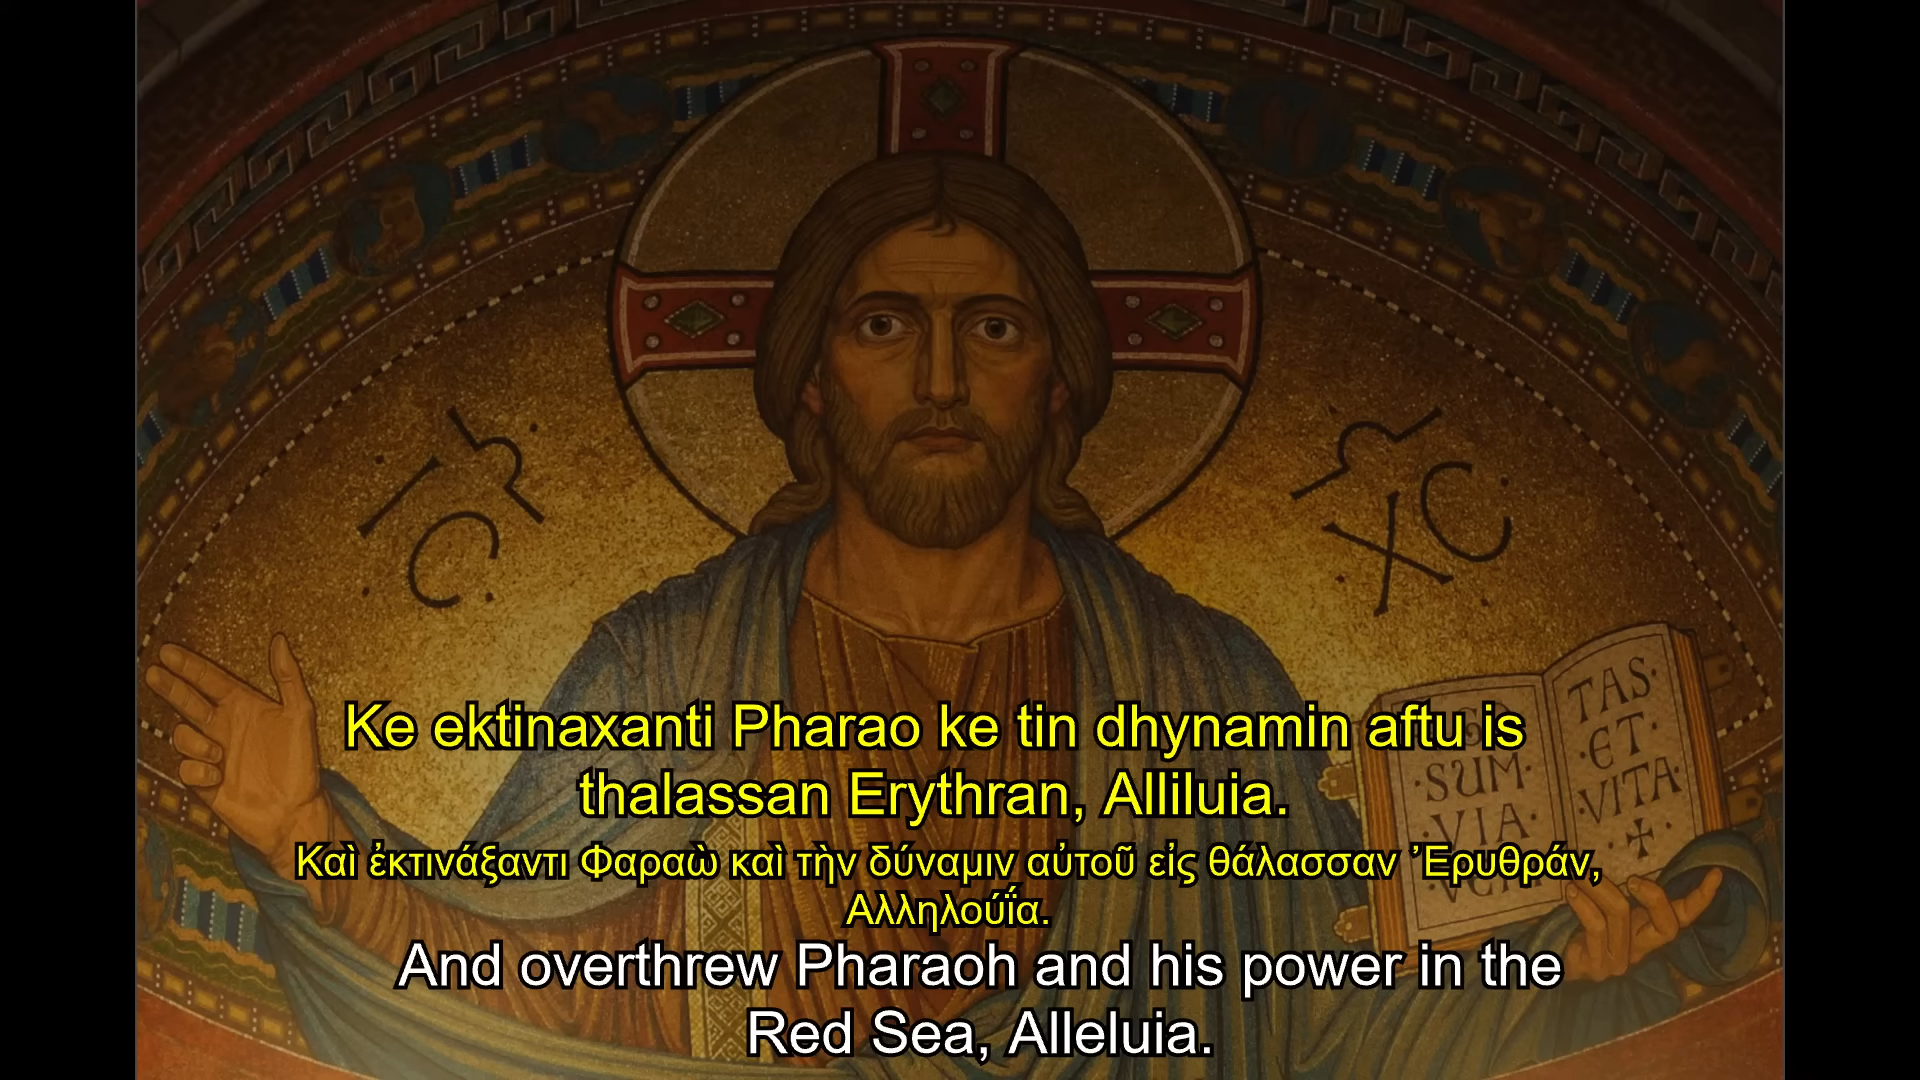 ΙC
XC
TAS·
·ET·
·VITA·
SUM·
·VIA·
Ke ektinaxanti Pharao ke tin dhynamin aftu is
thalassan Erythran, Alliluia.
Καὶ ἐκτινάξαντι Φαραὼ καὶ τὴν δύναμιν αὐτοῦ εἰς θάλασσαν ᾿Ερυθράν,
Αλληλούΐα.
And overthrew Pharaoh and his power in the
Red Sea, Alleluia.